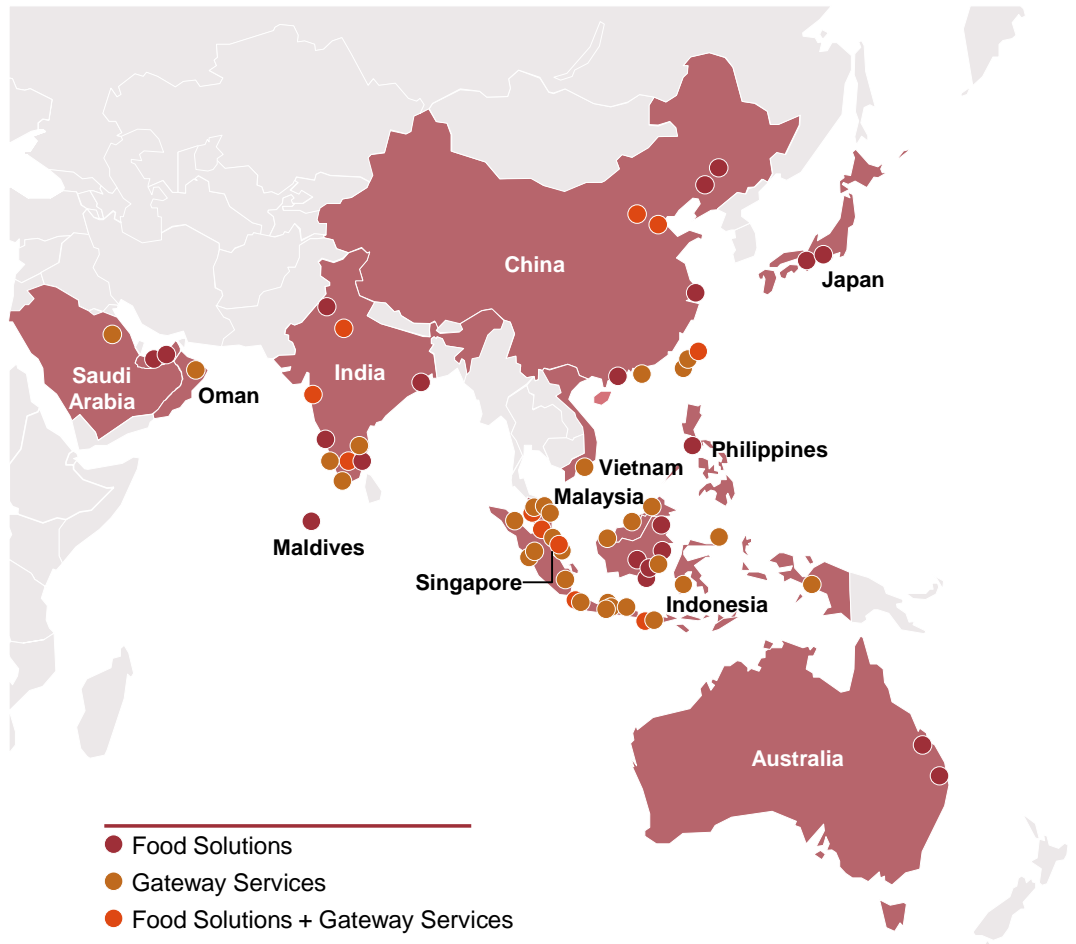 China
Japan
India
Saudi
Arabia
Oman
Philippines
Vietnam
Malaysia
Maldives
Singapore
Indonesia
Australia
Food Solutions
Gateway Services
Food Solutions + Gateway Services